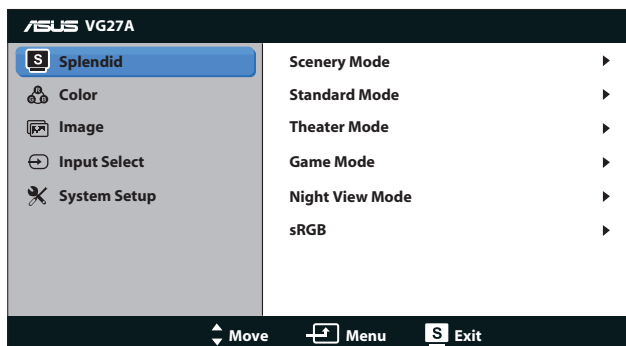 ASUS VG27A
S Splendid
R G B Color
Image
Input Select
System Setup
Scenery Mode
Standard Mode
Theater Mode
Game Mode
Night View Mode
sRGB
Move Menu S Exit